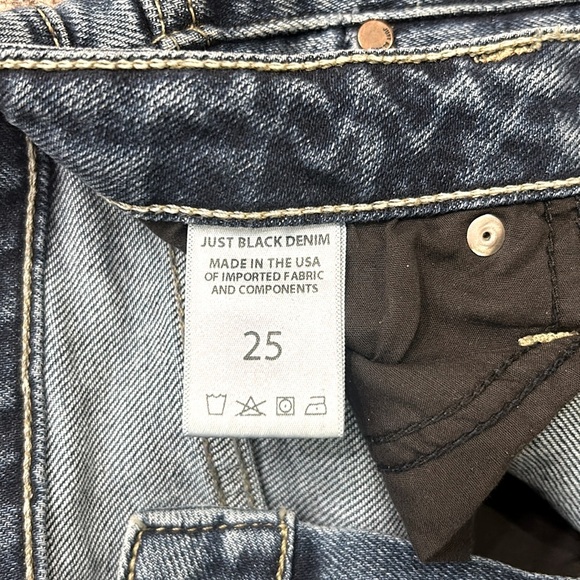 JUST BLACK DENIM
MADE IN THE USA
OF IMPORTED FABRIC
AND COMPONENTS
25